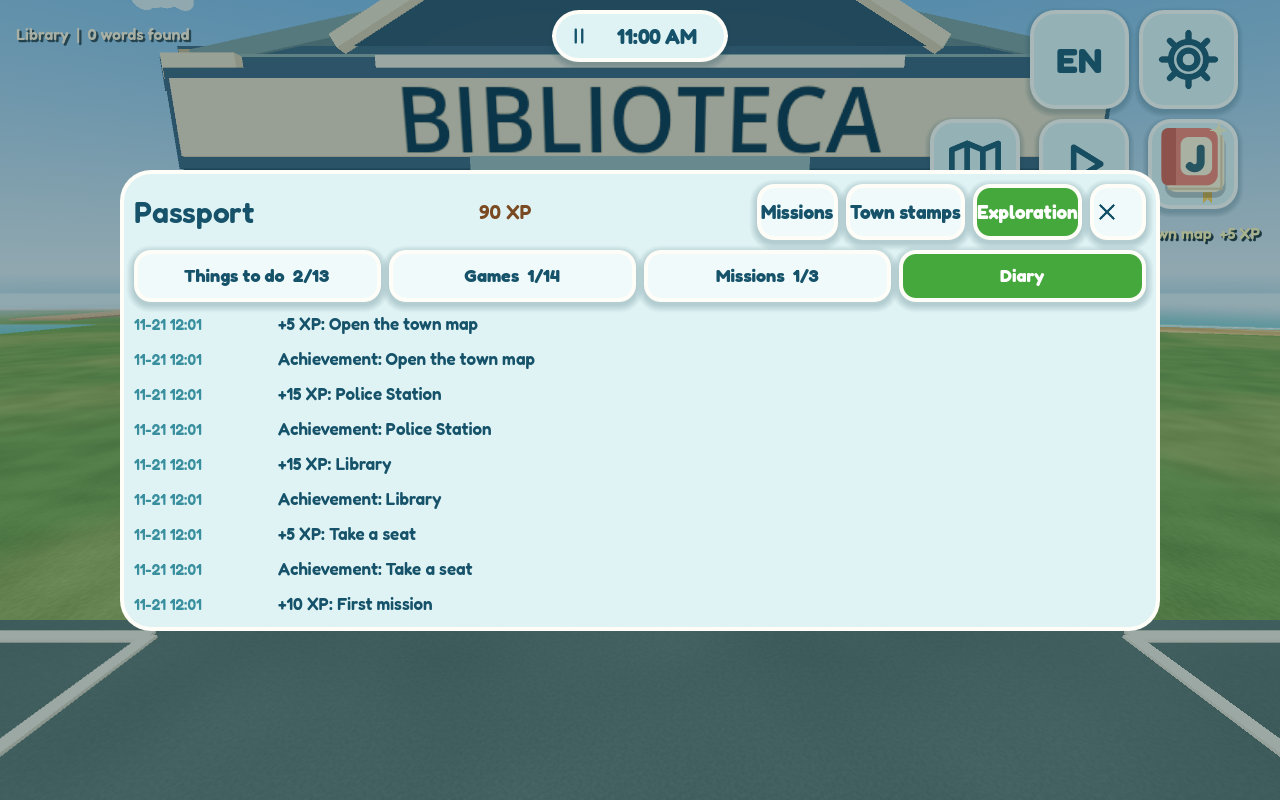 Library | 0 words found
11:00 AM
EN
BIBLIOTECA
J
Passport
90 XP
Missions
Town stamps
Exploration
wn map +5 XP
Things to do 2/13
Games 1/14
Missions 1/3
Diary
11-21 12:01 +5 XP: Open the town map
11-21 12:01 Achievement: Open the town map
11-21 12:01 +15 XP: Police Station
11-21 12:01 Achievement: Police Station
11-21 12:01 +15 XP: Library
11-21 12:01 Achievement: Library
11-21 12:01 +5 XP: Take a seat
11-21 12:01 Achievement: Take a seat
11-21 12:01 +10 XP: First mission